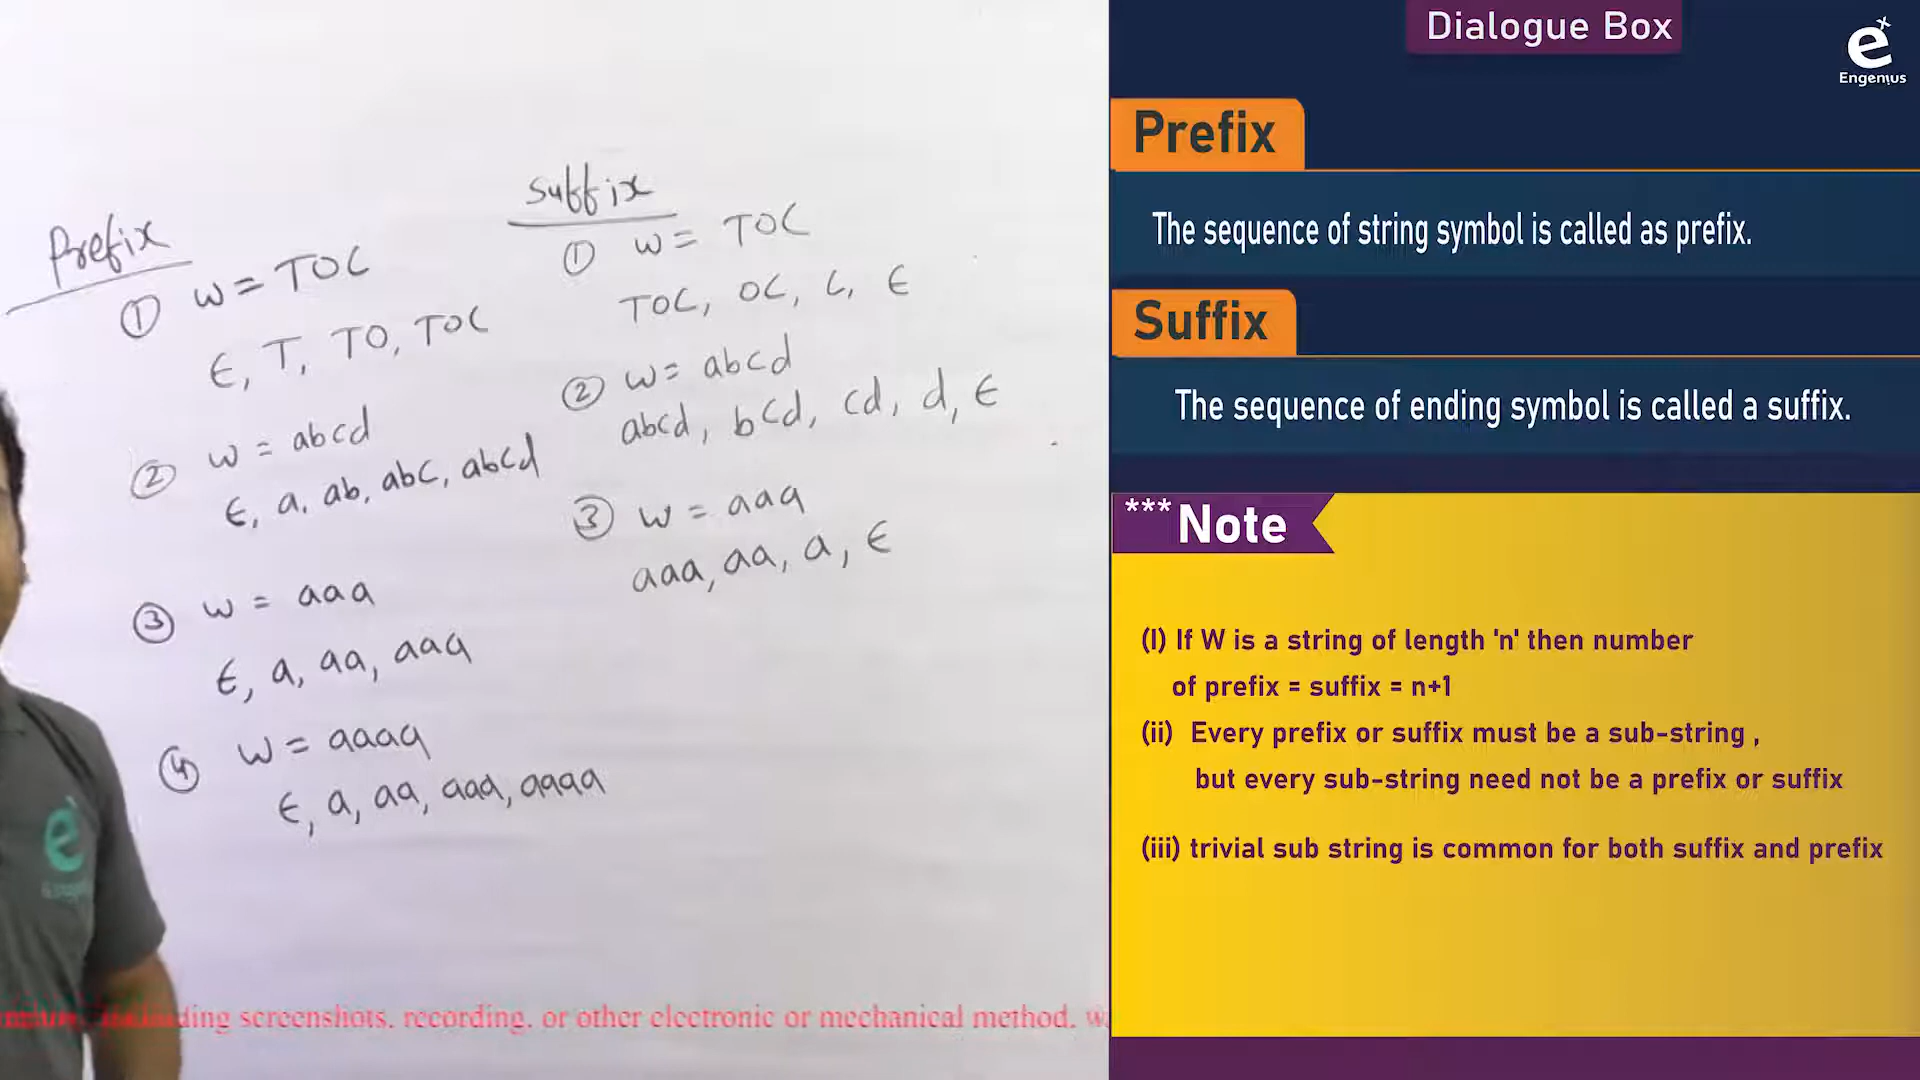 Prefix
① w = TOC
ε, T, TO, TOC
② w = abcd
ε, a, ab, abc, abcd
③ w = aaa
ε, a, aa, aaa
④ w = aaaa
ε, a, aa, aaa, aaaa
Suffix
① w = TOC
TOC, OC, C, ε
② w = abcd
abcd, bcd, cd, d, ε
③ w = aaa
aaa, aa, a, ε
including screenshots, recording, or other electronic or mechanical method,
Dialogue Box
ex
Engenius
Prefix
The sequence of string symbol is called as prefix.
Suffix
The sequence of ending symbol is called a suffix.
***Note
(I) If W is a string of length 'n' then number
of prefix = suffix = n+1
(ii) Every prefix or suffix must be a sub-string ,
but every sub-string need not be a prefix or suffix
(iii) trivial sub string is common for both suffix and prefix